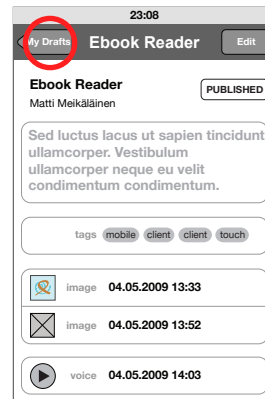 23:08
My Drafts Ebook Reader Edit
Ebook Reader
PUBLISHED
Matti Meikäläinen
Sed luctus lacus ut sapien tincidunt
ullamcorper. Vestibulum
ullamcorper neque eu velit
condimentum condimentum.
tags mobile client client touch
image 04.05.2009 13:33
image 04.05.2009 13:52
voice 04.05.2009 14:03